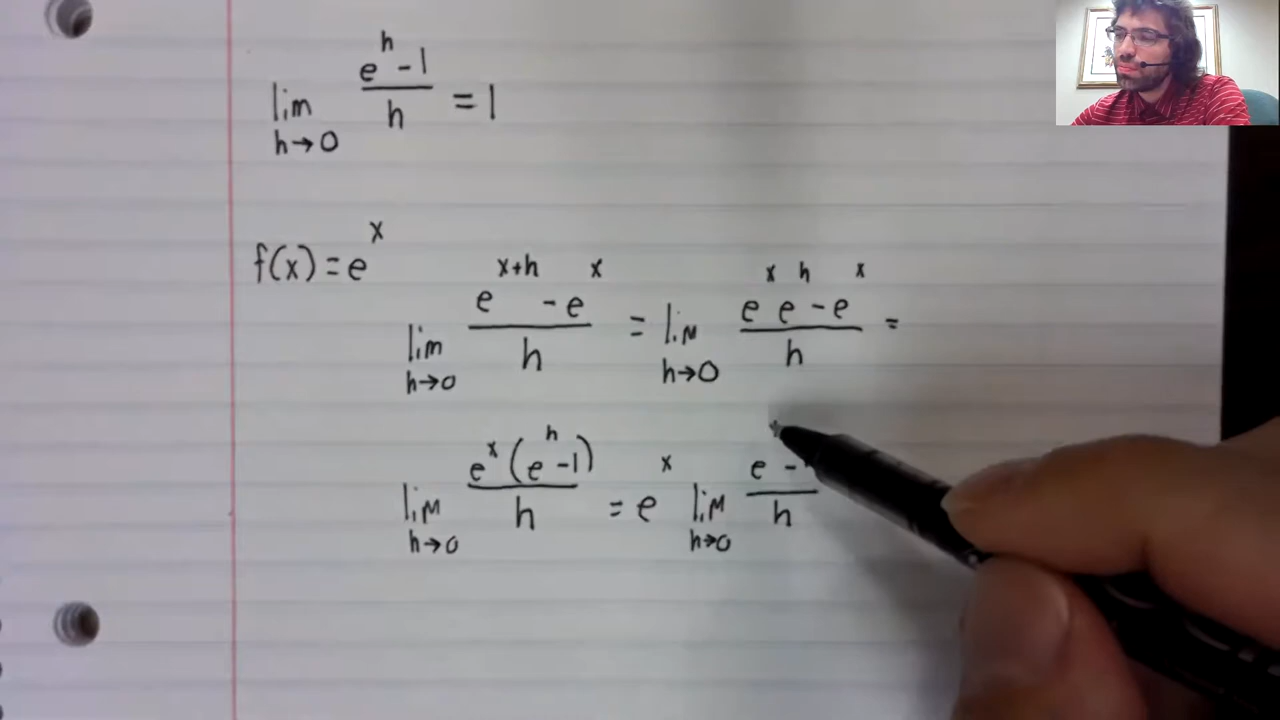 lim h→0 (e^h - 1)/h = 1
f(x) = e^x
lim h→0 (e^(x+h) - e^x)/h = lim h→0 (e^x e^h - e^x)/h =
lim h→0 e^x(e^h - 1)/h = e^x lim h→0 (e -)/h